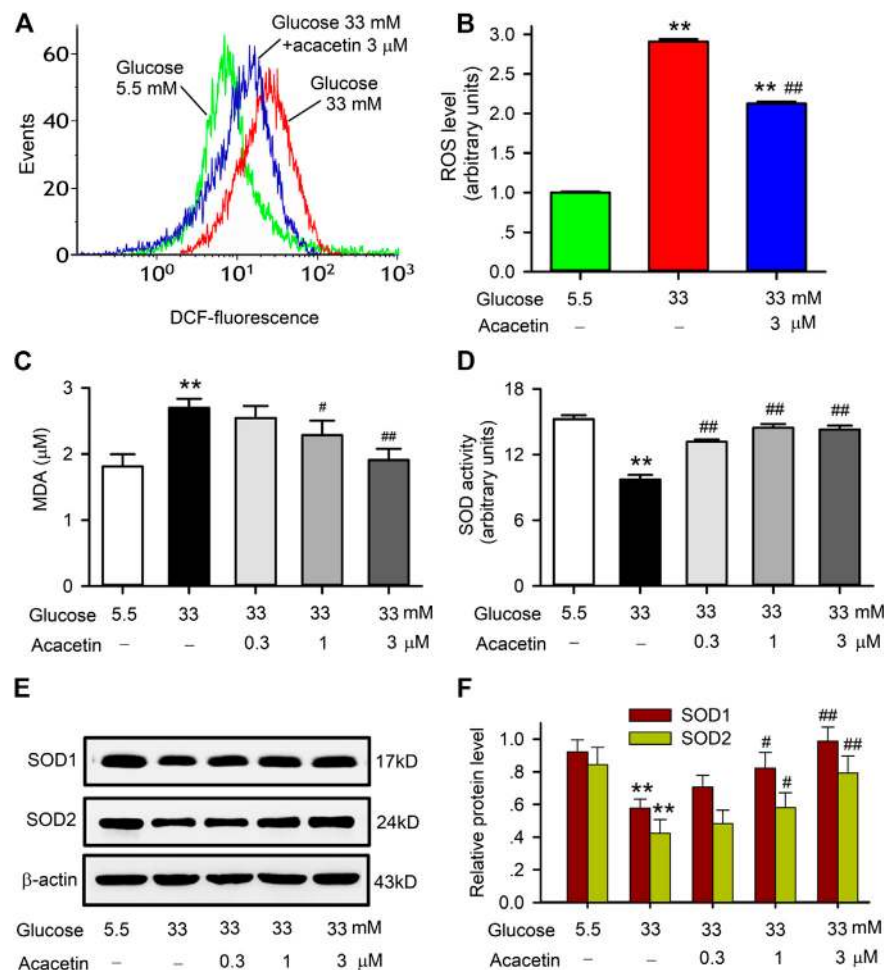 A
Glucose 33 mM
+acacetin 3 μM
Glucose
5.5 mM
Glucose
33 mM
Events
60
40
20
0
10⁰ 10¹ 10² 10³
DCF-fluorescence
B
ROS level
(arbitrary units)
3.0
2.0
1.0
.5
0.0
**
** ##
Glucose 5.5 33 33 mM
Acacetin – – 3 μM
C
MDA (μM)
3
2
1
0
**
#
##
Glucose 5.5 33 33 33 33 mM
Acacetin – – 0.3 1 3 μM
D
SOD activity
(arbitrary units)
18
12
6
0
**
##
##
##
Glucose 5.5 33 33 33 33 mM
Acacetin – – 0.3 1 3 μM
E
SOD1 17kD
SOD2 24kD
β-actin 43kD
Glucose 5.5 33 33 33 33 mM
Acacetin – – 0.3 1 3 μM
F
Relative protein level
1.0
.8
.6
.4
.2
0.0
SOD1
SOD2
**
**
#
#
##
##
Glucose 5.5 33 33 33 33 mM
Acacetin – – 0.3 1 3 μM